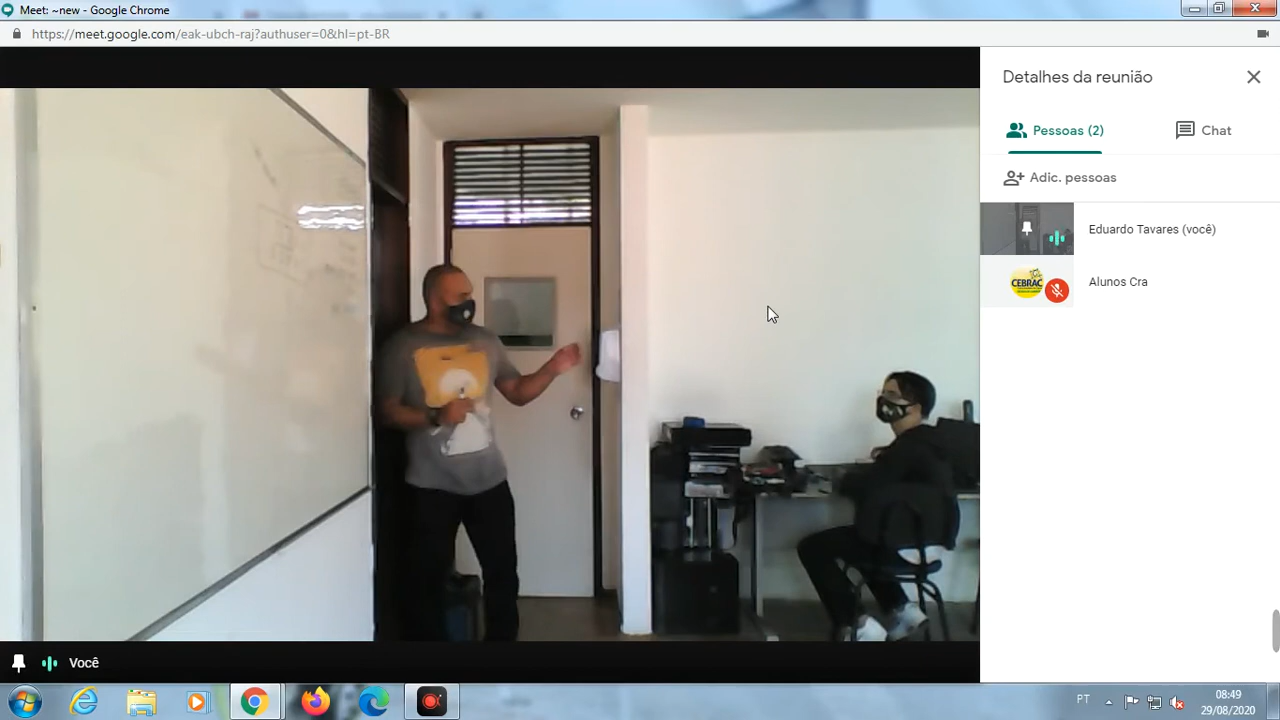 Meet: ~new - Google Chrome
https://meet.google.com/eak-ubch-raj?authuser=0&hl=pt-BR
Detalhes da reunião
Pessoas (2)
Chat
Adic. pessoas
Eduardo Tavares (você)
CEBRAC
Alunos Cra
Você
PT
08:49
29/08/2020